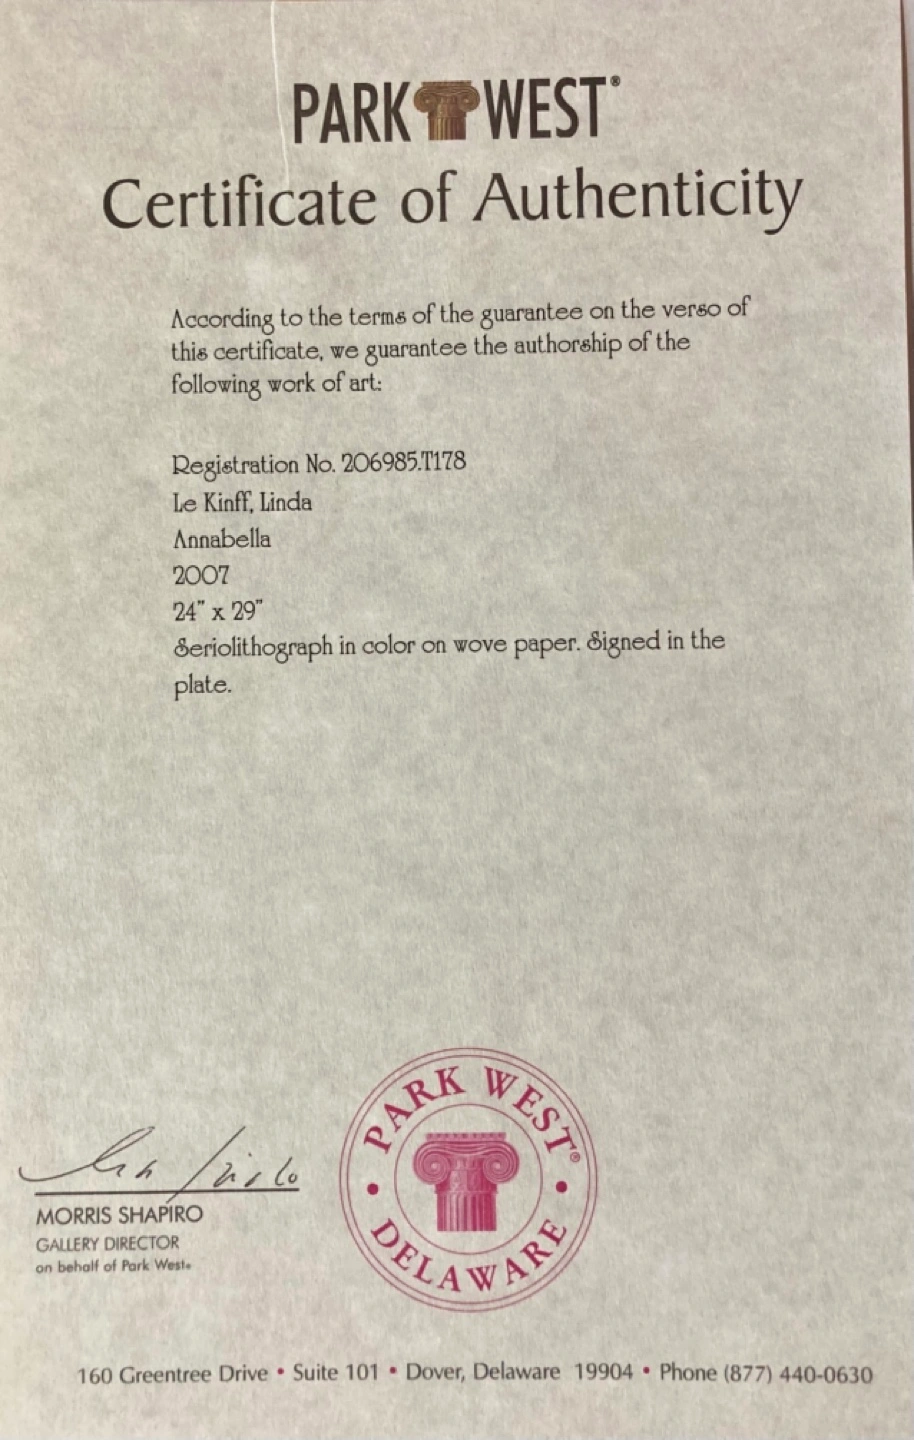 PARK WEST®
Certificate of Authenticity
According to the terms of the guarantee on the verso of
this certificate, we guarantee the authorship of the
following work of art:
Registration No. 206985.T178
Le Kinff, Linda
Annabella
2007
24” x 29”
Seriolithograph in color on wove paper. Signed in the
plate.
PARK WEST®
• DELAWARE •
MORRIS SHAPIRO
GALLERY DIRECTOR
on behalf of Park West®
160 Greentree Drive • Suite 101 • Dover, Delaware 19904 • Phone (877) 440-0630